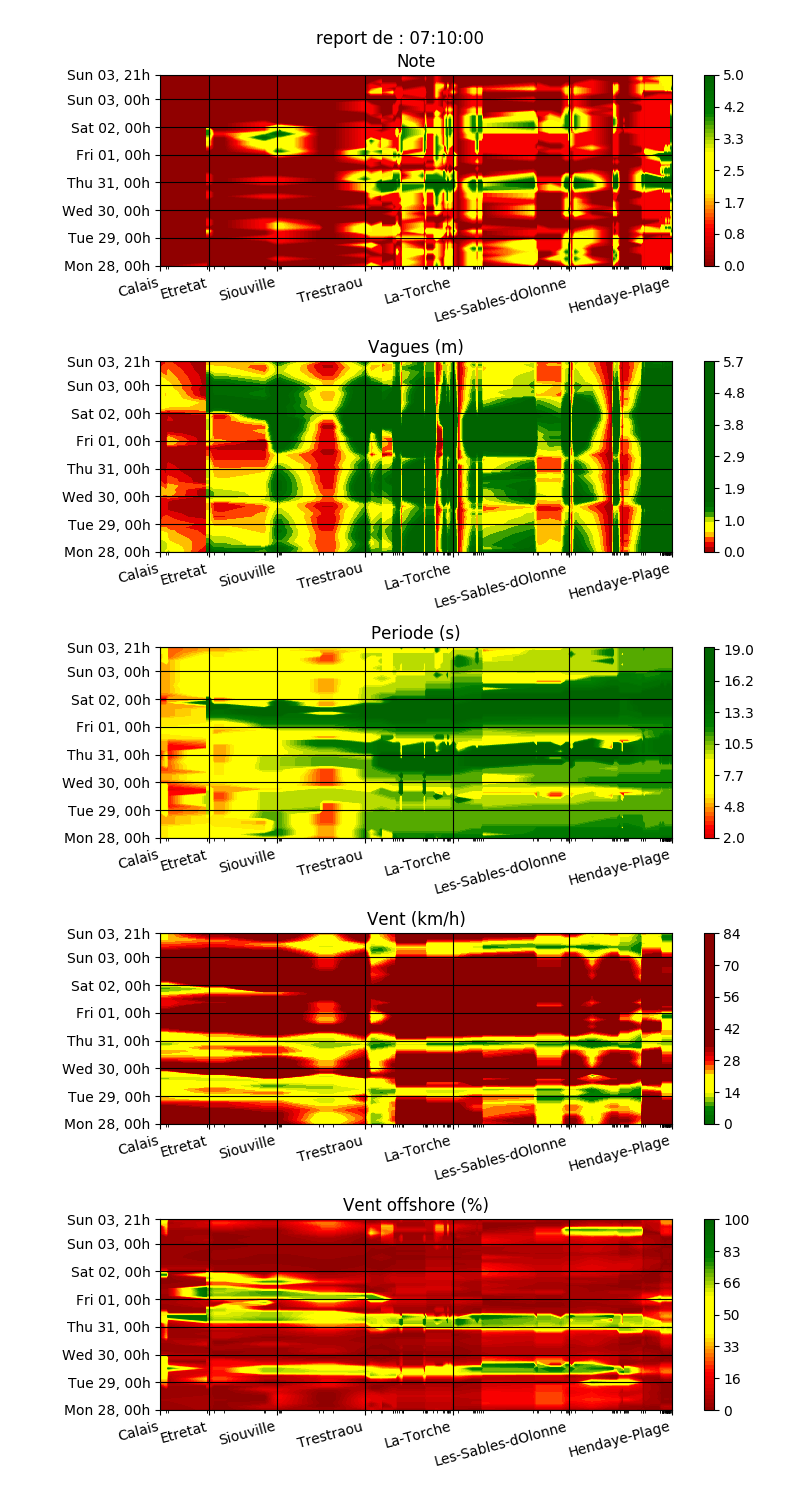 report de : 07:10:00
Note
Sun 03, 21h
Sun 03, 00h
Sat 02, 00h
Fri 01, 00h
Thu 31, 00h
Wed 30, 00h
Tue 29, 00h
Mon 28, 00h
Calais
Etretat
Siouville
Trestraou
La-Torche
Les-Sables-dOlonne
Hendaye-Plage
5.0
4.2
3.3
2.5
1.7
0.8
0.0
Vagues (m)
Sun 03, 21h
Sun 03, 00h
Sat 02, 00h
Fri 01, 00h
Thu 31, 00h
Wed 30, 00h
Tue 29, 00h
Mon 28, 00h
Calais
Etretat
Siouville
Trestraou
La-Torche
Les-Sables-dOlonne
Hendaye-Plage
5.7
4.8
3.8
2.9
1.9
1.0
0.0
Periode (s)
Sun 03, 21h
Sun 03, 00h
Sat 02, 00h
Fri 01, 00h
Thu 31, 00h
Wed 30, 00h
Tue 29, 00h
Mon 28, 00h
Calais
Etretat
Siouville
Trestraou
La-Torche
Les-Sables-dOlonne
Hendaye-Plage
19.0
16.2
13.3
10.5
7.7
4.8
2.0
Vent (km/h)
Sun 03, 21h
Sun 03, 00h
Sat 02, 00h
Fri 01, 00h
Thu 31, 00h
Wed 30, 00h
Tue 29, 00h
Mon 28, 00h
Calais
Etretat
Siouville
Trestraou
La-Torche
Les-Sables-dOlonne
Hendaye-Plage
84
70
56
42
28
14
0
Vent offshore (%)
Sun 03, 21h
Sun 03, 00h
Sat 02, 00h
Fri 01, 00h
Thu 31, 00h
Wed 30, 00h
Tue 29, 00h
Mon 28, 00h
Calais
Etretat
Siouville
Trestraou
La-Torche
Les-Sables-dOlonne
Hendaye-Plage
100
83
66
50
33
16
0